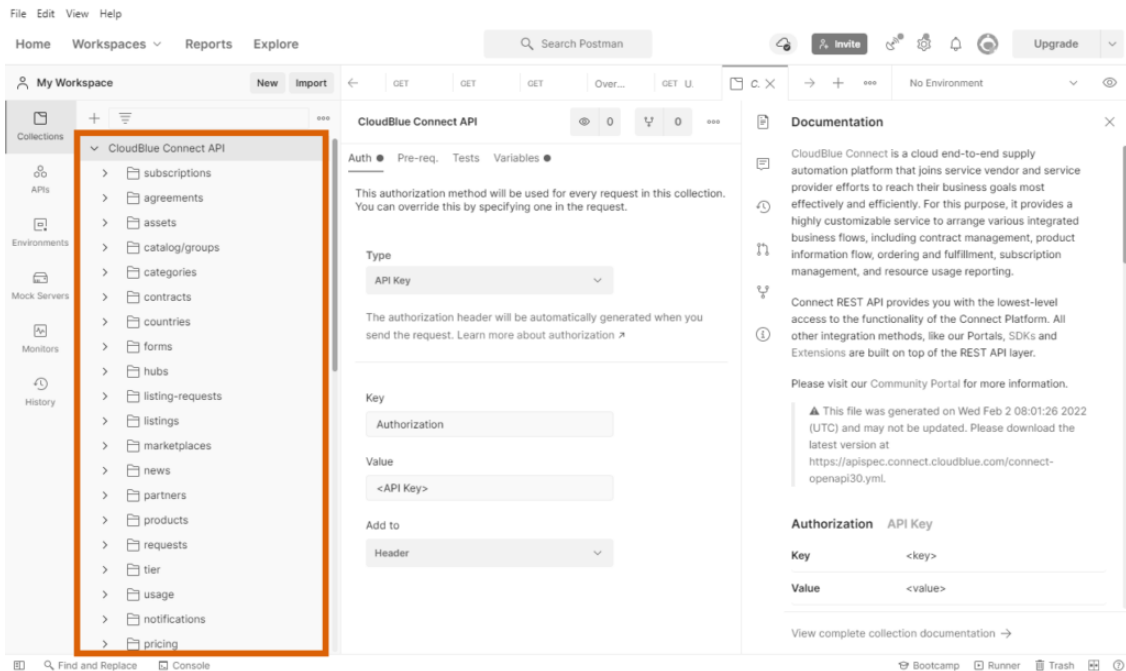 File Edit View Help
Home Workspaces Reports Explore
Search Postman
Invite
Upgrade
My Workspace
New Import
GET GET GET Over... GET U. C.
No Environment
Collections
APIs
Environments
Mock Servers
Monitors
History
CloudBlue Connect API
subscriptions
agreements
assets
catalog/groups
categories
contracts
countries
forms
hubs
listing-requests
listings
marketplaces
news
partners
products
requests
tier
usage
notifications
pricing
CloudBlue Connect API
0 0
Auth Pre-req. Tests Variables
This authorization method will be used for every request in this collection.
You can override this by specifying one in the request.
Type
API Key
The authorization header will be automatically generated when you
send the request. Learn more about authorization ↗
Key
Authorization
Value
<API Key>
Add to
Header
Documentation
CloudBlue Connect is a cloud end-to-end supply
automation platform that joins service vendor and service
provider efforts to reach their business goals most
effectively and efficiently. For this purpose, it provides a
highly customizable service to arrange various integrated
business flows, including contract management, product
information flow, ordering and fulfillment, subscription
management, and resource usage reporting.
Connect REST API provides you with the lowest-level
access to the functionality of the Connect Platform. All
other integration methods, like our Portals, SDKs and
Extensions are built on top of the REST API layer.
Please visit our Community Portal for more information.
⚠ This file was generated on Wed Feb 2 08:01:26 2022
(UTC) and may not be updated. Please download the
latest version at
https://apispec.connect.cloudblue.com/connect-
openapi30.yml.
Authorization API Key
Key <key>
Value <value>
View complete collection documentation →
Find and Replace Console
Bootcamp Runner Trash